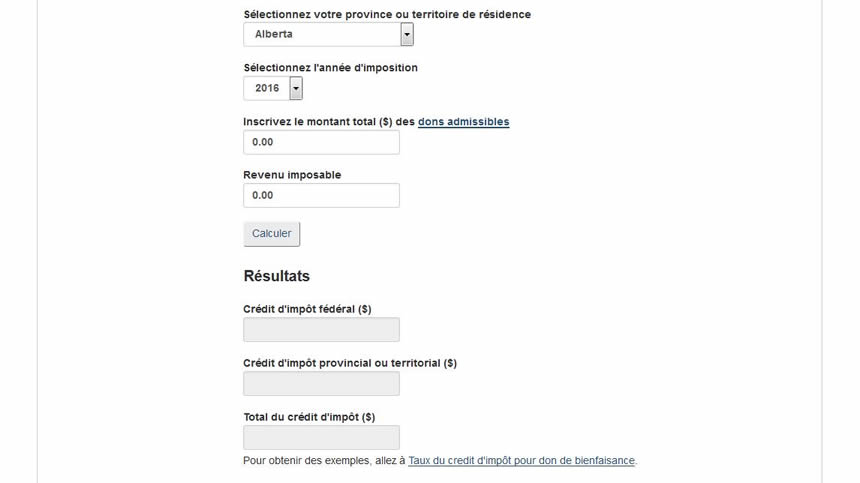 Sélectionnez votre province ou territoire de résidence
Alberta
Sélectionnez l'année d'imposition
2016
Inscrivez le montant total ($) des dons admissibles
0.00
Revenu imposable
0.00
Calculer
Résultats
Crédit d'impôt fédéral ($)
Crédit d'impôt provincial ou territorial ($)
Total du crédit d'impôt ($)
Pour obtenir des exemples, allez à Taux du credit d'impôt pour don de bienfaisance.